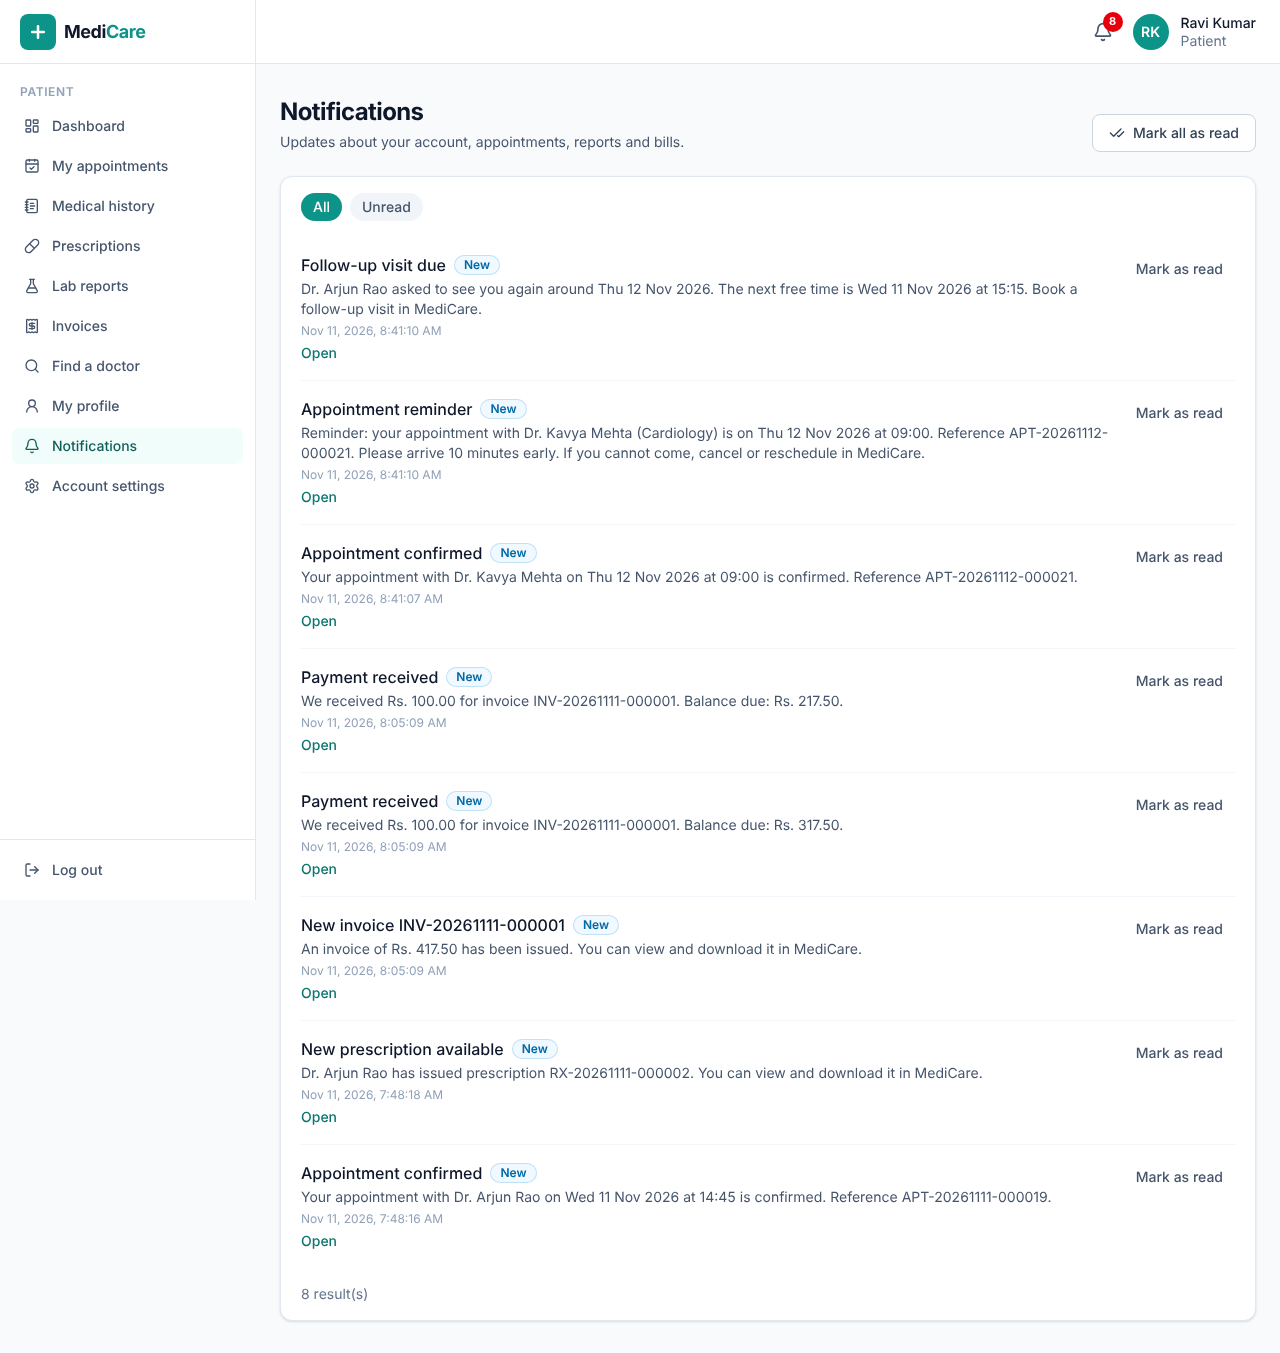 MediCare
8
RK
Ravi Kumar
Patient
PATIENT
Dashboard
My appointments
Medical history
Prescriptions
Lab reports
Invoices
Find a doctor
My profile
Notifications
Account settings
Log out
Notifications
Updates about your account, appointments, reports and bills.
Mark all as read
All
Unread
Follow-up visit due New
Mark as read
Dr. Arjun Rao asked to see you again around Thu 12 Nov 2026. The next free time is Wed 11 Nov 2026 at 15:15. Book a
follow-up visit in MediCare.
Nov 11, 2026, 8:41:10 AM
Open
Appointment reminder New
Mark as read
Reminder: your appointment with Dr. Kavya Mehta (Cardiology) is on Thu 12 Nov 2026 at 09:00. Reference APT-20261112-
000021. Please arrive 10 minutes early. If you cannot come, cancel or reschedule in MediCare.
Nov 11, 2026, 8:41:10 AM
Open
Appointment confirmed New
Mark as read
Your appointment with Dr. Kavya Mehta on Thu 12 Nov 2026 at 09:00 is confirmed. Reference APT-20261112-000021.
Nov 11, 2026, 8:41:07 AM
Open
Payment received New
Mark as read
We received Rs. 100.00 for invoice INV-20261111-000001. Balance due: Rs. 217.50.
Nov 11, 2026, 8:05:09 AM
Open
Payment received New
Mark as read
We received Rs. 100.00 for invoice INV-20261111-000001. Balance due: Rs. 317.50.
Nov 11, 2026, 8:05:09 AM
Open
New invoice INV-20261111-000001 New
Mark as read
An invoice of Rs. 417.50 has been issued. You can view and download it in MediCare.
Nov 11, 2026, 8:05:09 AM
Open
New prescription available New
Mark as read
Dr. Arjun Rao has issued prescription RX-20261111-000002. You can view and download it in MediCare.
Nov 11, 2026, 7:48:18 AM
Open
Appointment confirmed New
Mark as read
Your appointment with Dr. Arjun Rao on Wed 11 Nov 2026 at 14:45 is confirmed. Reference APT-20261111-000019.
Nov 11, 2026, 7:48:16 AM
Open
8 result(s)